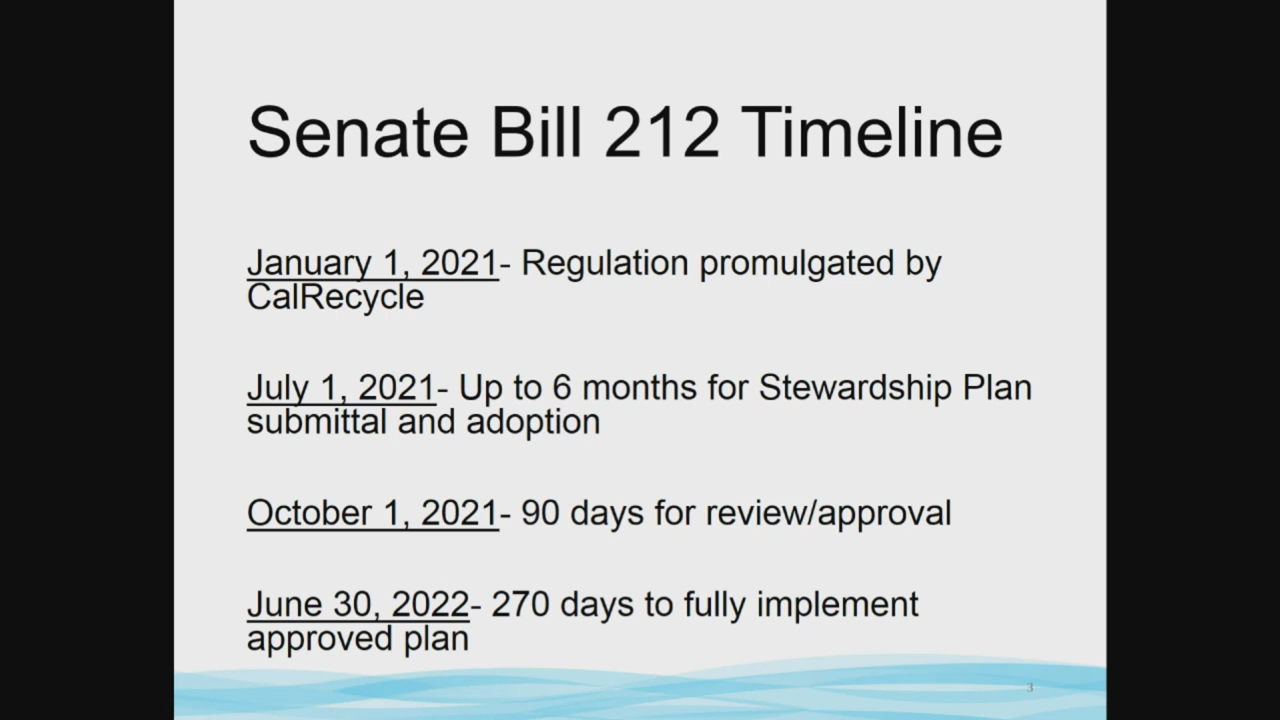 Senate Bill 212 Timeline
January 1, 2021- Regulation promulgated by
CalRecycle
July 1, 2021- Up to 6 months for Stewardship Plan
submittal and adoption
October 1, 2021- 90 days for review/approval
June 30, 2022- 270 days to fully implement
approved plan
3